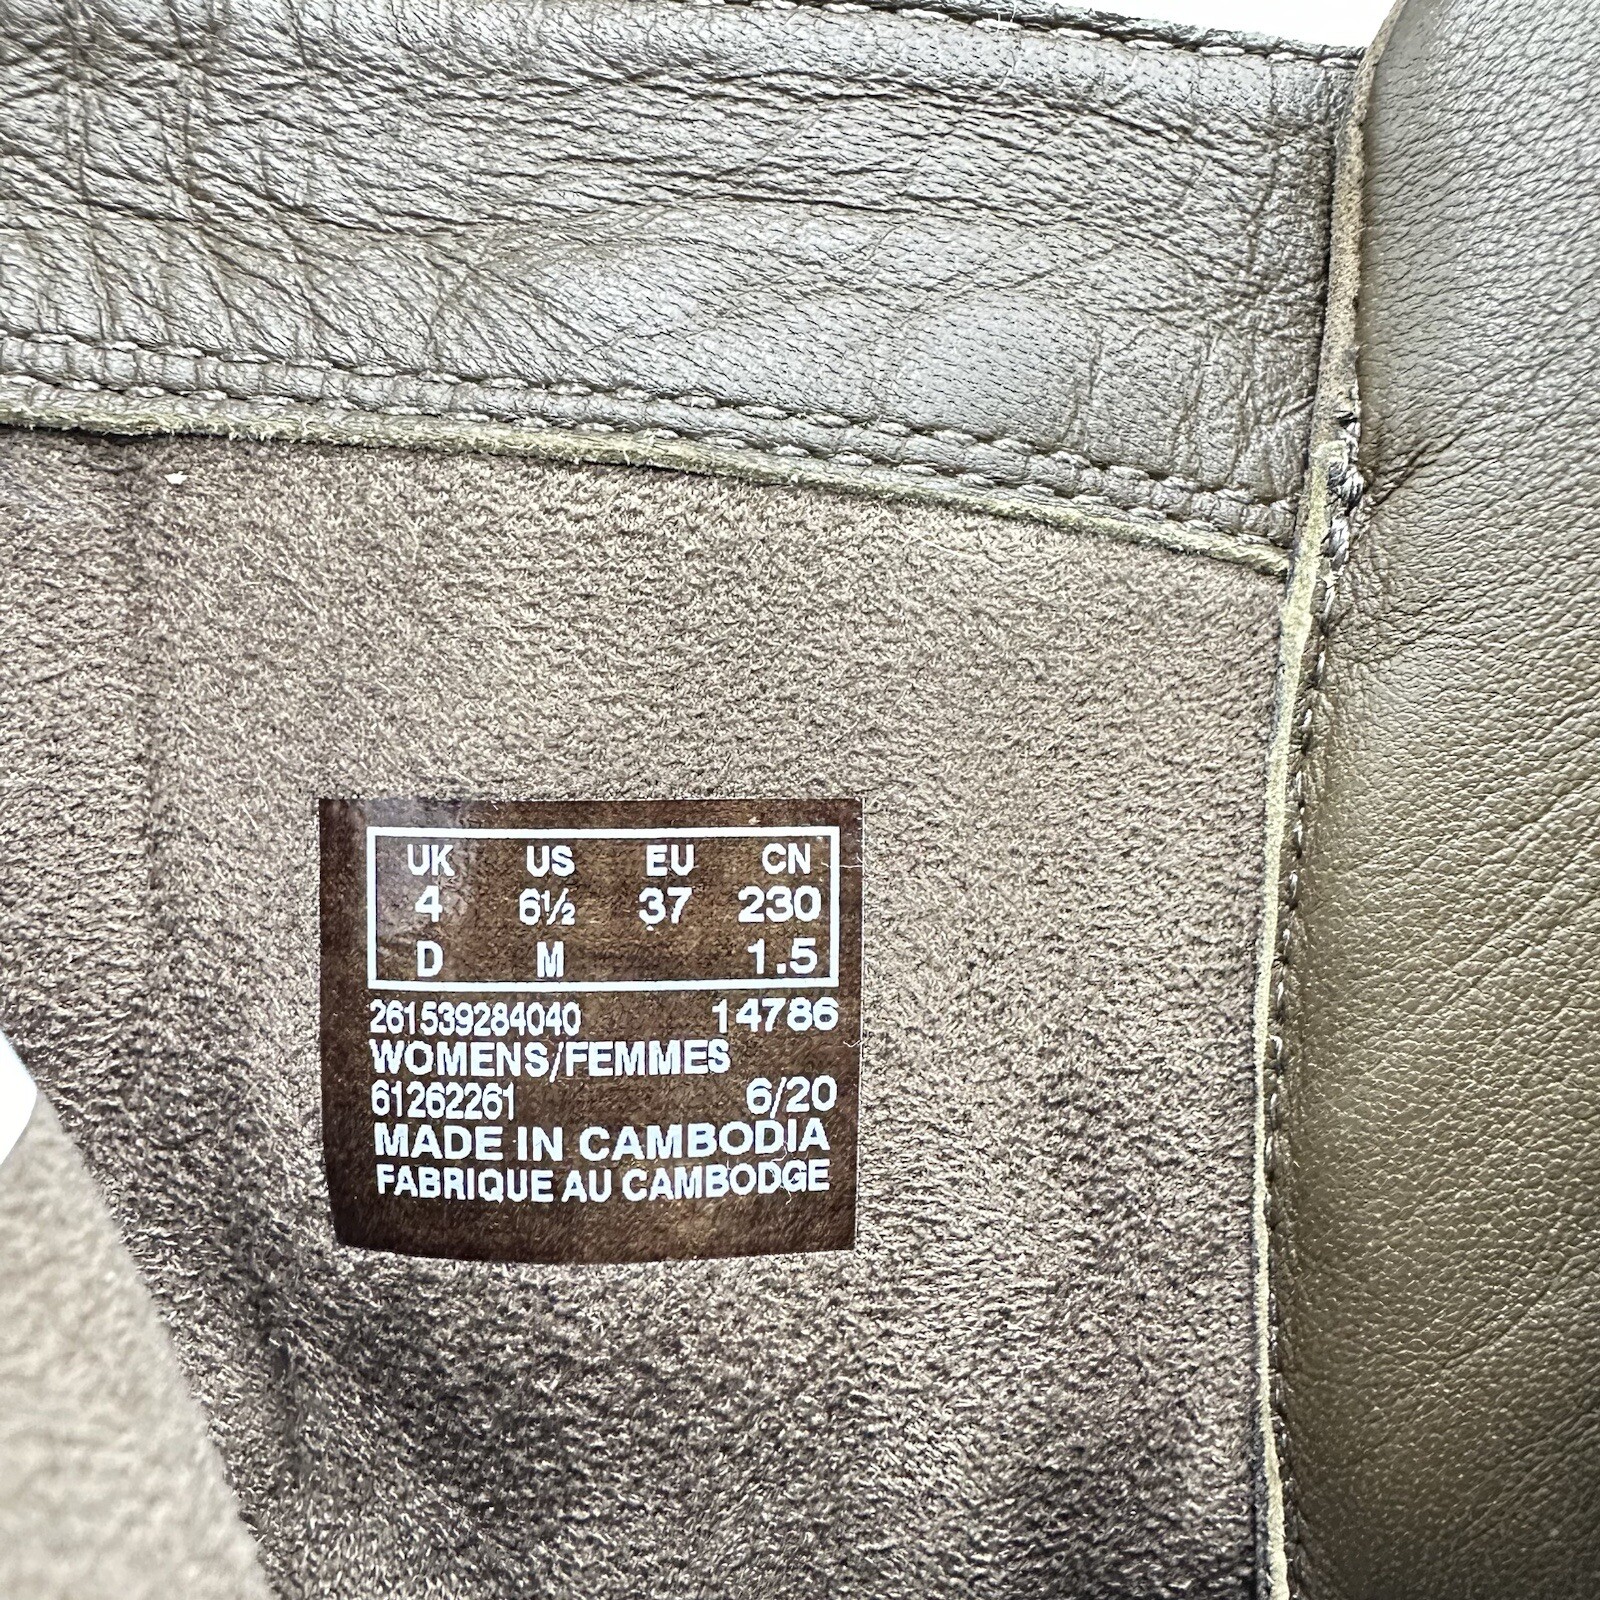 UK US EU CN
4 6½ 37 230
D M 1.5
261539284040 14786
WOMENS/FEMMES
61262261 6/20
MADE IN CAMBODIA
FABRIQUE AU CAMBODGE